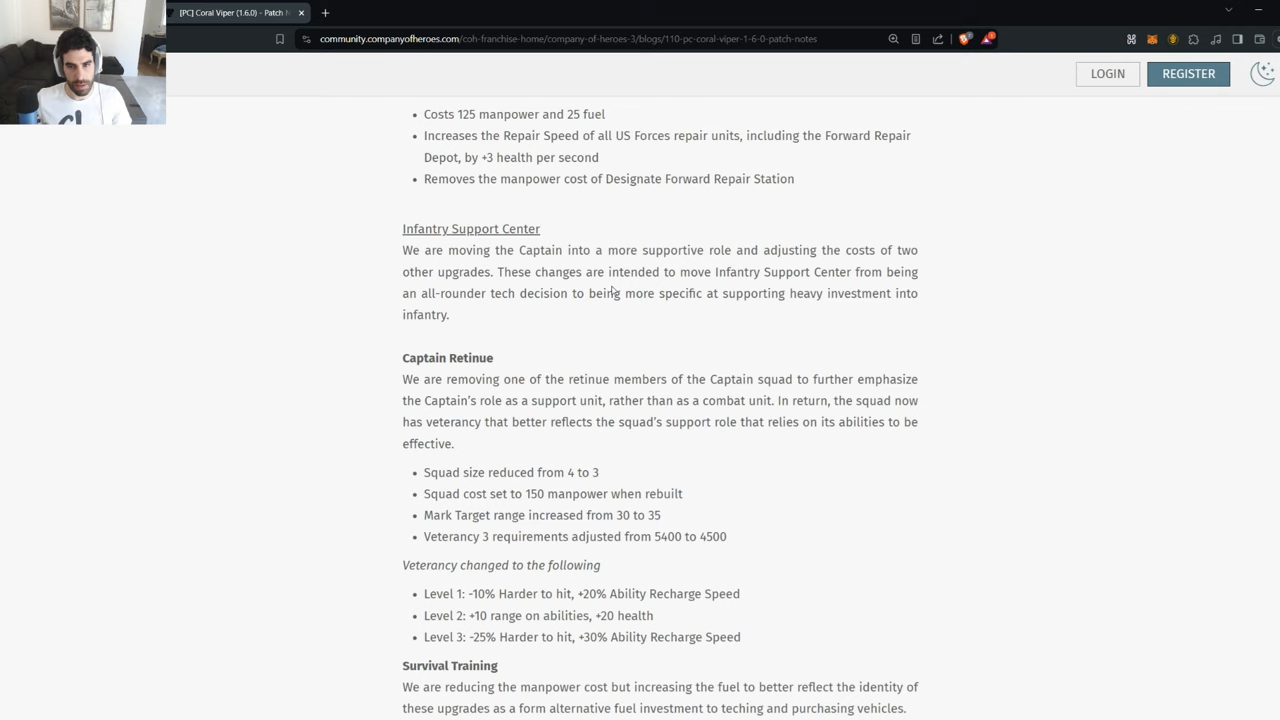 [PC] Coral Viper (1.6.0) - Patch N
community.companyofheroes.com/coh-franchise-home/company-of-heroes-3/blogs/110-pc-coral-viper-1-6-0-patch-notes
LOGIN
REGISTER
• Costs 125 manpower and 25 fuel
• Increases the Repair Speed of all US Forces repair units, including the Forward Repair
Depot, by +3 health per second
• Removes the manpower cost of Designate Forward Repair Station
Infantry Support Center
We are moving the Captain into a more supportive role and adjusting the costs of two
other upgrades. These changes are intended to move Infantry Support Center from being
an all-rounder tech decision to being more specific at supporting heavy investment into
infantry.
Captain Retinue
We are removing one of the retinue members of the Captain squad to further emphasize
the Captain's role as a support unit, rather than as a combat unit. In return, the squad now
has veterancy that better reflects the squad's support role that relies on its abilities to be
effective.
• Squad size reduced from 4 to 3
• Squad cost set to 150 manpower when rebuilt
• Mark Target range increased from 30 to 35
• Veterancy 3 requirements adjusted from 5400 to 4500
Veterancy changed to the following
• Level 1: -10% Harder to hit, +20% Ability Recharge Speed
• Level 2: +10 range on abilities, +20 health
• Level 3: -25% Harder to hit, +30% Ability Recharge Speed
Survival Training
We are reducing the manpower cost but increasing the fuel to better reflect the identity of
these upgrades as a form alternative fuel investment to teching and purchasing vehicles.